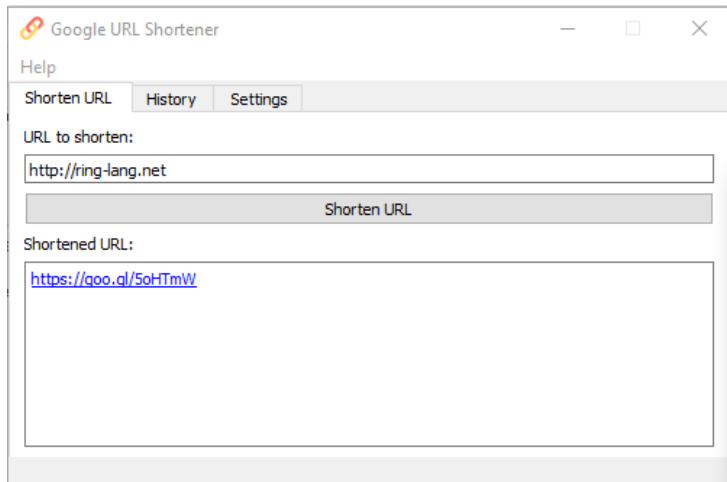 Google URL Shortener
Help
Shorten URL History Settings
URL to shorten:
http://ring-lang.net
Shorten URL
Shortened URL:
https://goo.gl/5oHTmW